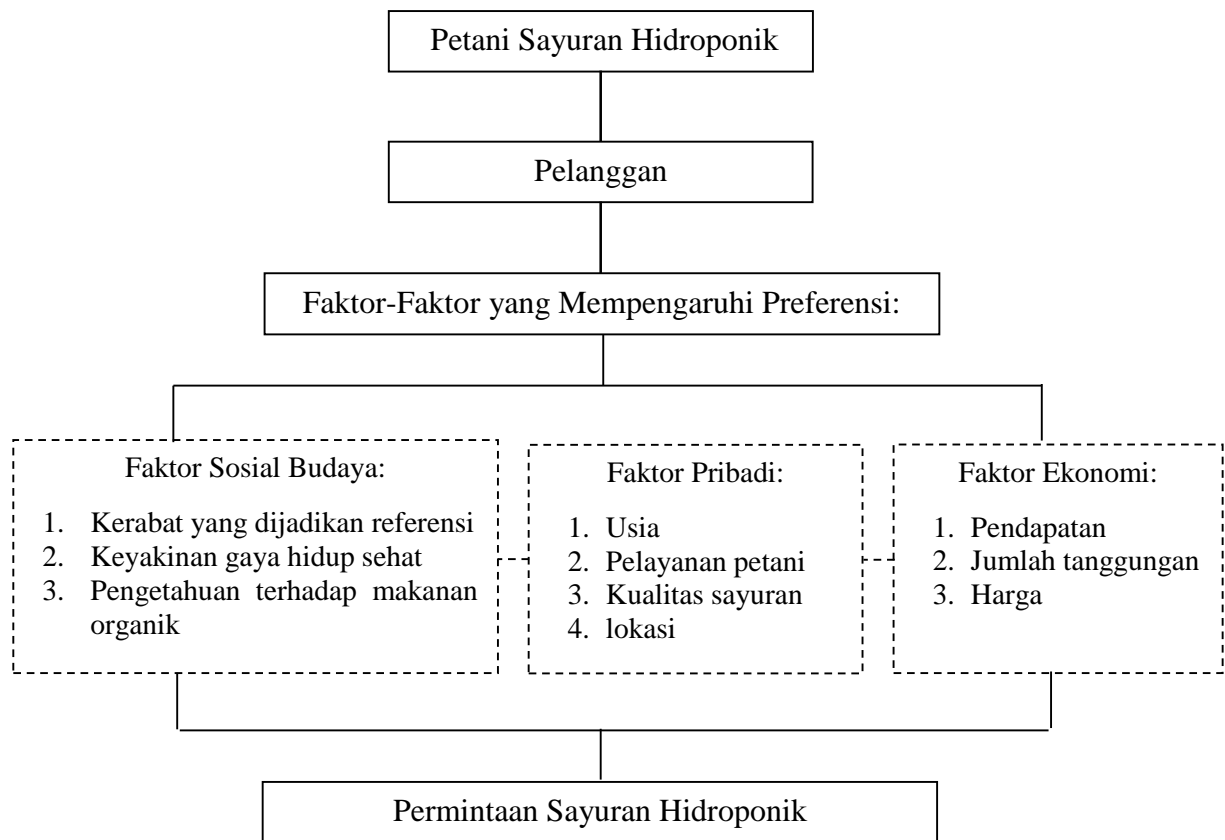 Petani Sayuran Hidroponik
Pelanggan
Faktor-Faktor yang Mempengaruhi Preferensi:
Faktor Sosial Budaya:
1. Kerabat yang dijadikan referensi
2. Keyakinan gaya hidup sehat
3. Pengetahuan terhadap makanan
organik
Faktor Pribadi:
1. Usia
2. Pelayanan petani
3. Kualitas sayuran
4. lokasi
Faktor Ekonomi:
1. Pendapatan
2. Jumlah tanggungan
3. Harga
Permintaan Sayuran Hidroponik